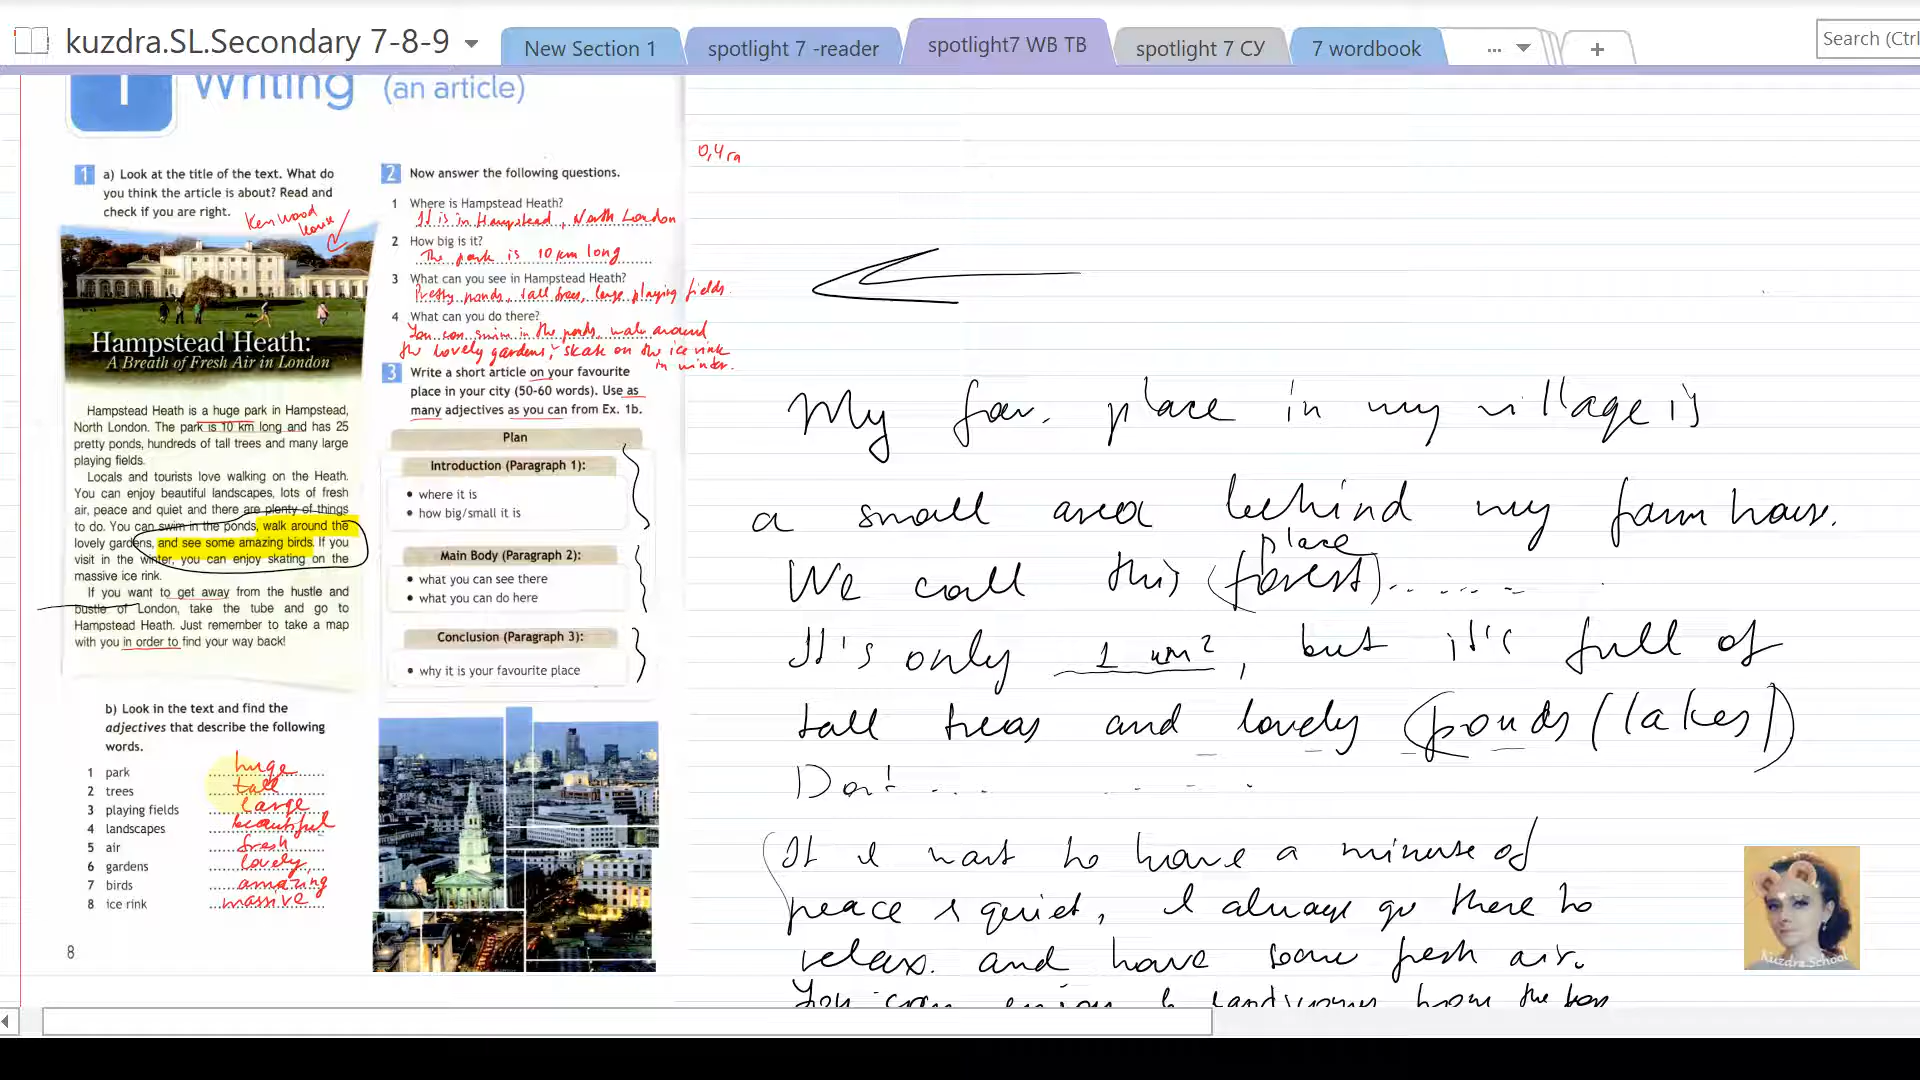 kuzdra.SL.Secondary 7-8-9
New Section 1
spotlight 7 -reader
spotlight7 WB TB
spotlight 7 СУ
7 wordbook
...
+
Search (Ctrl
1 Writing (an article)
1 a) Look at the title of the text. What do
you think the article is about? Read and
check if you are right.
Kenwood
house
Hampstead Heath:
A Breath of Fresh Air in London
Hampstead Heath is a huge park in Hampstead,
North London. The park is 10 km long and has 25
pretty ponds, hundreds of tall trees and many large
playing fields.
Locals and tourists love walking on the Heath.
You can enjoy beautiful landscapes, lots of fresh
air, peace and quiet and there are plenty of things
to do. You can swim in the ponds, walk around the
lovely gardens, and see some amazing birds. If you
visit in the winter, you can enjoy skating on the
massive ice rink.
If you want to get away from the hustle and
bustle of London, take the tube and go to
Hampstead Heath. Just remember to take a map
with you in order to find your way back!
b) Look in the text and find the
adjectives that describe the following
words.
1 park huge
2 trees tall
3 playing fields large
4 landscapes beautiful
5 air fresh
6 gardens lovely,
7 birds amazing
8 ice rink massive
8
2 Now answer the following questions.
1 Where is Hampstead Heath?
It is in Hampstead, North London
2 How big is it?
The park is 10 km long
3 What can you see in Hampstead Heath?
Pretty ponds, tall trees, large playing fields.
4 What can you do there?
You can swim in the ponds, walk around
the lovely gardens, skate on the ice rink
in winter.
3 Write a short article on your favourite
place in your city (50-60 words). Use as
many adjectives as you can from Ex. 1b.
Plan
Introduction (Paragraph 1):
• where it is
• how big/small it is
Main Body (Paragraph 2):
• what you can see there
• what you can do here
Conclusion (Paragraph 3):
• why it is your favourite place
0,4 га
My fav. place in my village is
a small area behind my farm house.
place
We call this (forest)........
It's only 1 km², but it's full of
tall trees and lovely (ponds (lakes)
Don't
If I want to have a minute of
peace & quiet, I always go there to
relax. and have some fresh air.
You can enjoy landscapes from the
Kuzdra.School